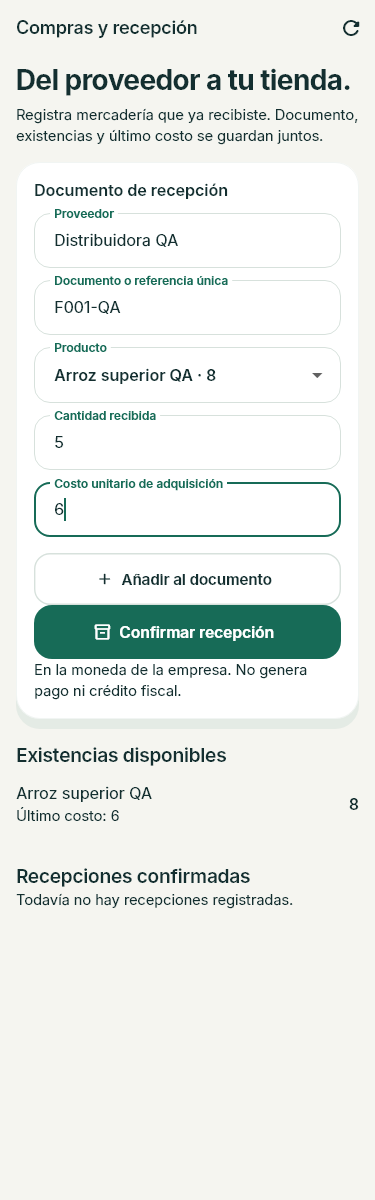 Compras y recepción
Del proveedor a tu tienda.
Registra mercadería que ya recibiste. Documento,
existencias y último costo se guardan juntos.
Documento de recepción
Proveedor
Distribuidora QA
Documento o referencia única
F001-QA
Producto
Arroz superior QA · 8
Cantidad recibida
5
Costo unitario de adquisición
6
Añadir al documento
Confirmar recepción
En la moneda de la empresa. No genera
pago ni crédito fiscal.
Existencias disponibles
Arroz superior QA
Último costo: 6
8
Recepciones confirmadas
Todavía no hay recepciones registradas.